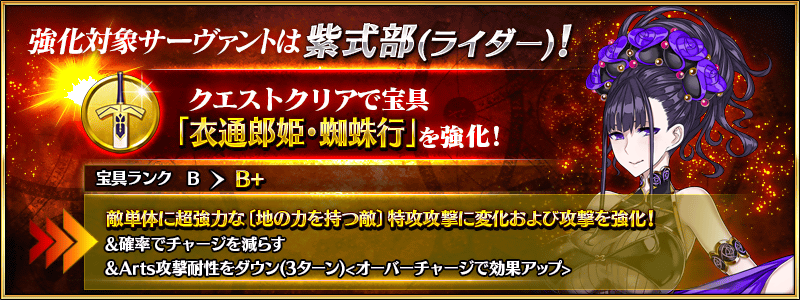 強化対象サーヴァントは紫式部(ライダー)!
クエストクリアで宝具
「衣通郎姫・蜘蛛行」を強化!
宝具ランク B > B+
敵単体に超強力な〔地の力を持つ敵〕特攻攻撃に変化および攻撃を強化!
&確率でチャージを減らす
&Arts攻撃耐性をダウン(3ターン)<オーバーチャージで効果アップ>